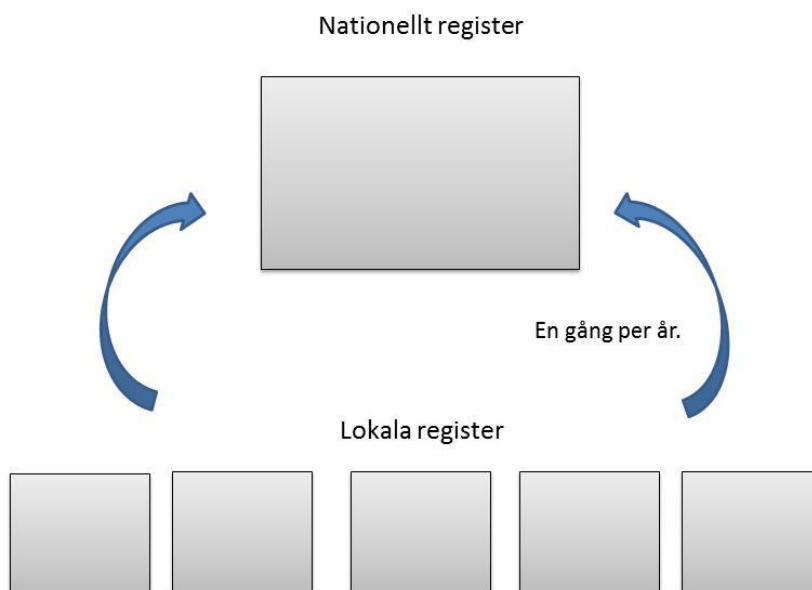 Nationellt register
En gång per år.
Lokala register